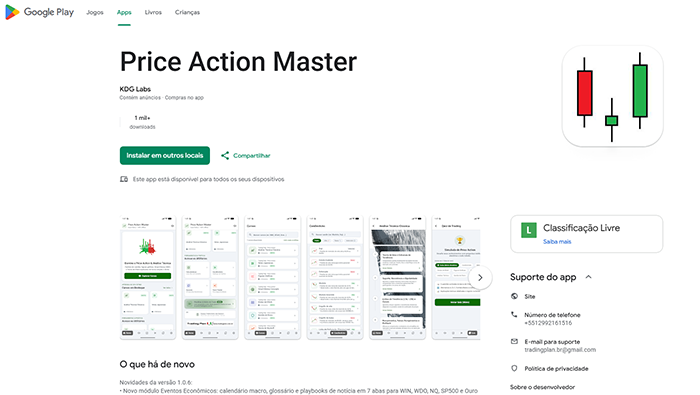 Google Play
Jogos
Apps
Livros
Crianças
Price Action Master
KDG Labs
Contém anúncios · Compras no app
1 mil+
downloads
Instalar em outros locais
Compartilhar
Este app está disponível para todos os seus dispositivos.
L
Classificação Livre
Saiba mais
Suporte do app
Site
Número de telefone
+5512992161516
E-mail para suporte
tradingplan.br@gmail.com
Política de privacidade
Sobre o desenvolvedor
O que há de novo
Novidades da versão 1.0.6:
• Novo módulo Eventos Econômicos: calendário macro, glossário e playbooks de notícia em 7 abas para WIN, WDO, NQ, SP500 e Ouro